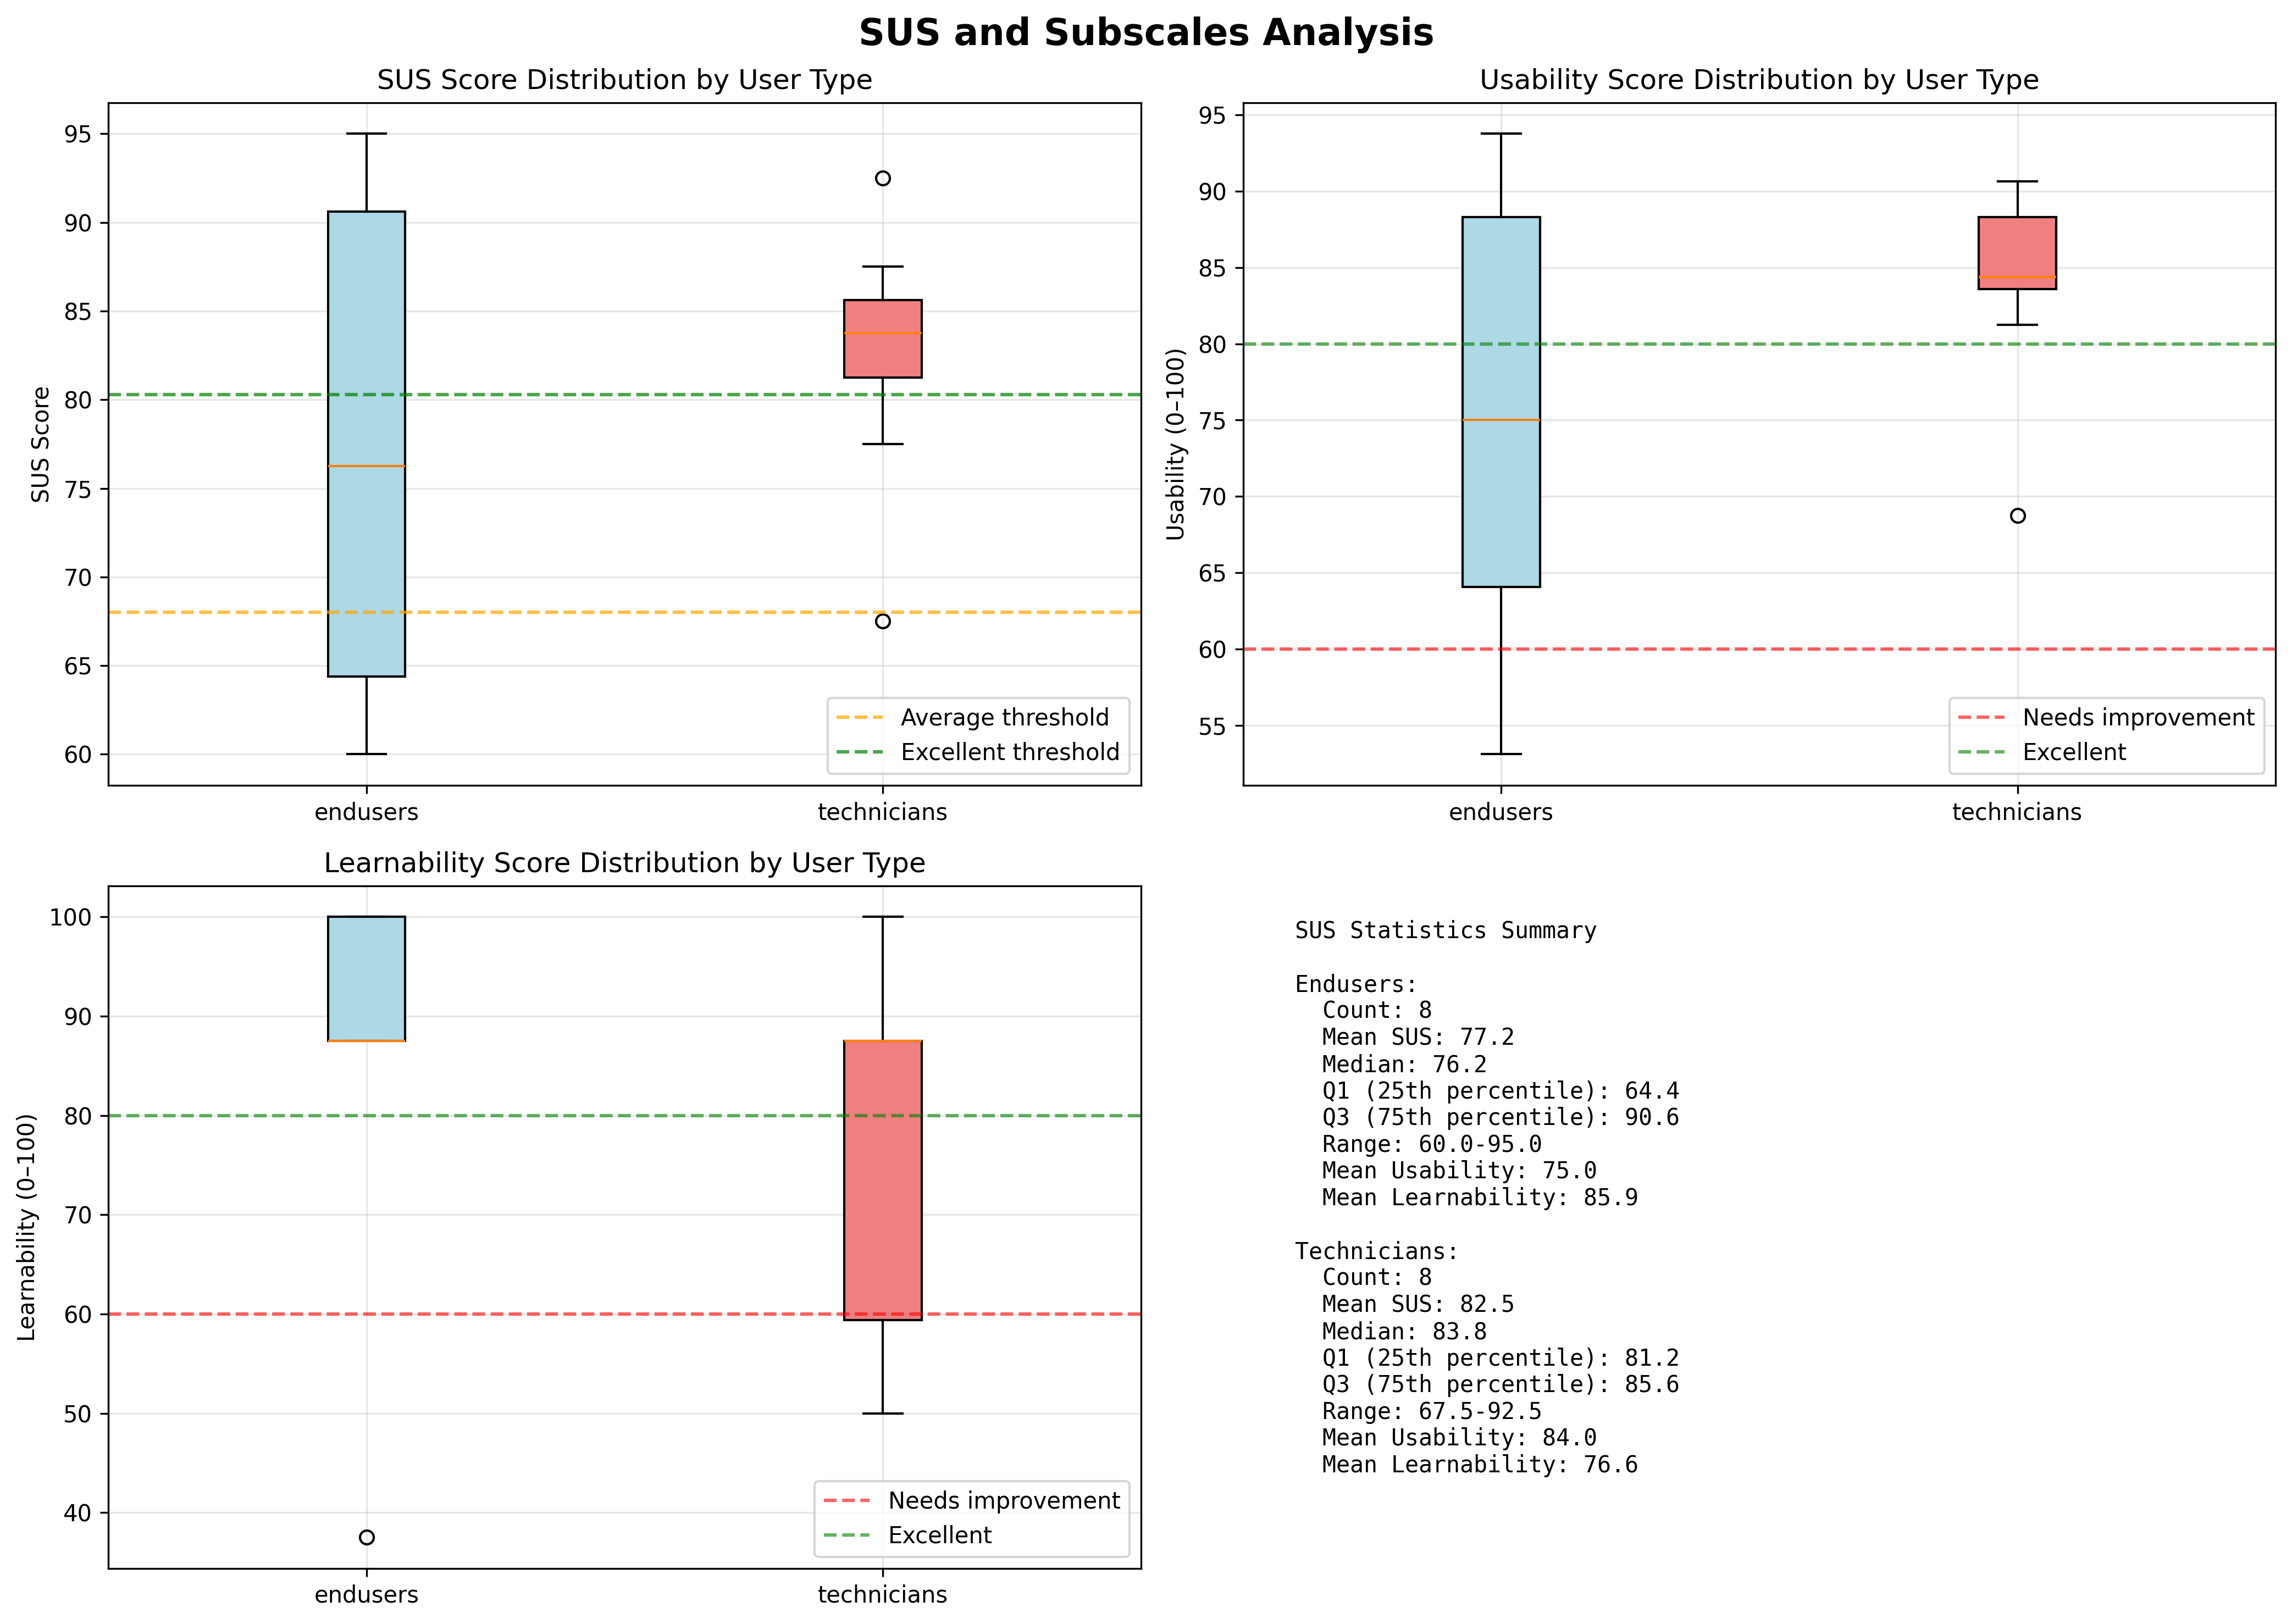 SUS and Subscales Analysis
SUS Score Distribution by User Type
SUS Score
95
90
85
80
75
70
65
60
endusers
technicians
Average threshold
Excellent threshold
Usability Score Distribution by User Type
Usability (0–100)
95
90
85
80
75
70
65
60
55
endusers
technicians
Needs improvement
Excellent
Learnability Score Distribution by User Type
Learnability (0–100)
100
90
80
70
60
50
40
endusers
technicians
Needs improvement
Excellent
SUS Statistics Summary
Endusers:
Count: 8
Mean SUS: 77.2
Median: 76.2
Q1 (25th percentile): 64.4
Q3 (75th percentile): 90.6
Range: 60.0-95.0
Mean Usability: 75.0
Mean Learnability: 85.9
Technicians:
Count: 8
Mean SUS: 82.5
Median: 83.8
Q1 (25th percentile): 81.2
Q3 (75th percentile): 85.6
Range: 67.5-92.5
Mean Usability: 84.0
Mean Learnability: 76.6